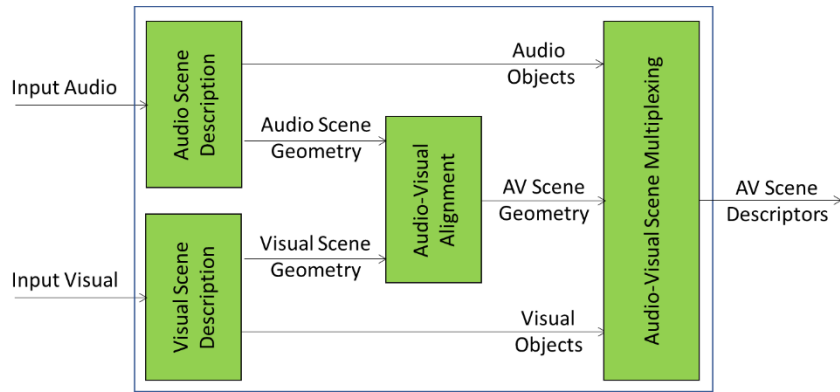 Input Audio
Audio Scene
Description
Audio
Objects
Audio Scene
Geometry
Audio-Visual
Alignment
AV Scene
Geometry
Audio-Visual Scene Multiplexing
AV Scene
Descriptors
Input Visual
Visual Scene
Description
Visual Scene
Geometry
Visual
Objects